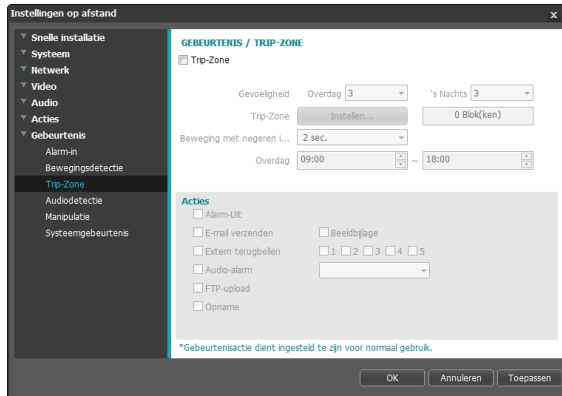 Instellingen op afstand x
Snelle installatie
Systeem
Netwerk
Video
Audio
Acties
Gebeurtenis
Alarm-in
Bewegingsdetectie
Trip-Zone
Audiodetectie
Manipulatie
Systeemgebeurtenis
GEBEURTENIS / TRIP-ZONE
Trip-Zone
Gevoeligheid Overdag 3 's Nachts 3
Trip-Zone Instellen... 0 Blok(ken)
Beweging met negeren i... 2 sec.
Overdag 09:00 ~ 18:00
Acties
Alarm-Uit
E-mail verzenden Beeldbijlage
Extern terugbellen 1 2 3 4 5
Audio-alarm
FTP-upload
Opname
*Gebeurtenisactie dient ingesteld te zijn voor normaal gebruik.
OK Annuleren Toepassen